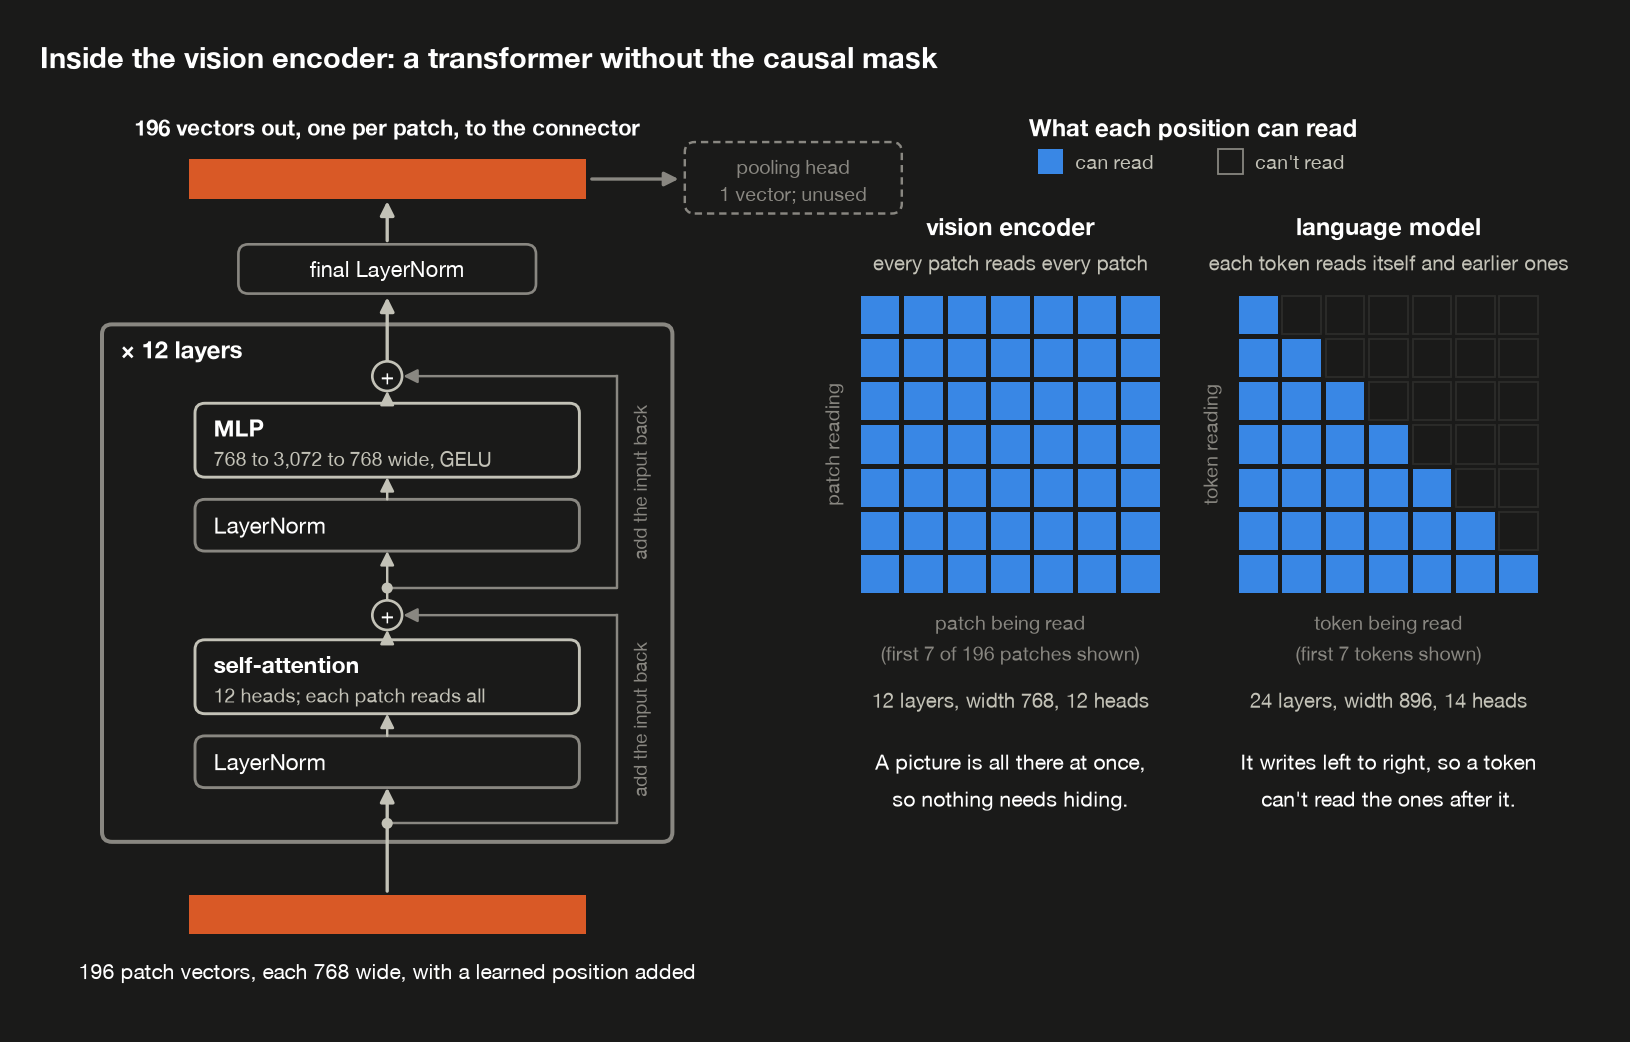 Inside the vision encoder: a transformer without the causal mask
196 vectors out, one per patch, to the connector
pooling head
1 vector; unused
final LayerNorm
× 12 layers
+
MLP
768 to 3,072 to 768 wide, GELU
LayerNorm
add the input back
+
self-attention
12 heads; each patch reads all
LayerNorm
add the input back
196 patch vectors, each 768 wide, with a learned position added
What each position can read
can read
can't read
vision encoder
every patch reads every patch
patch reading
patch being read
(first 7 of 196 patches shown)
12 layers, width 768, 12 heads
A picture is all there at once,
so nothing needs hiding.
language model
each token reads itself and earlier ones
token reading
token being read
(first 7 tokens shown)
24 layers, width 896, 14 heads
It writes left to right, so a token
can't read the ones after it.